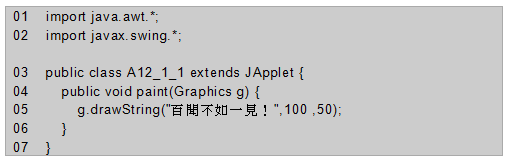 01 import java.awt.*;
02 import javax.swing.*;
03 public class A12_1_1 extends JApplet {
04 public void paint(Graphics g) {
05 g.drawString("百聞不如一見！",100 ,50);
06 }
07 }